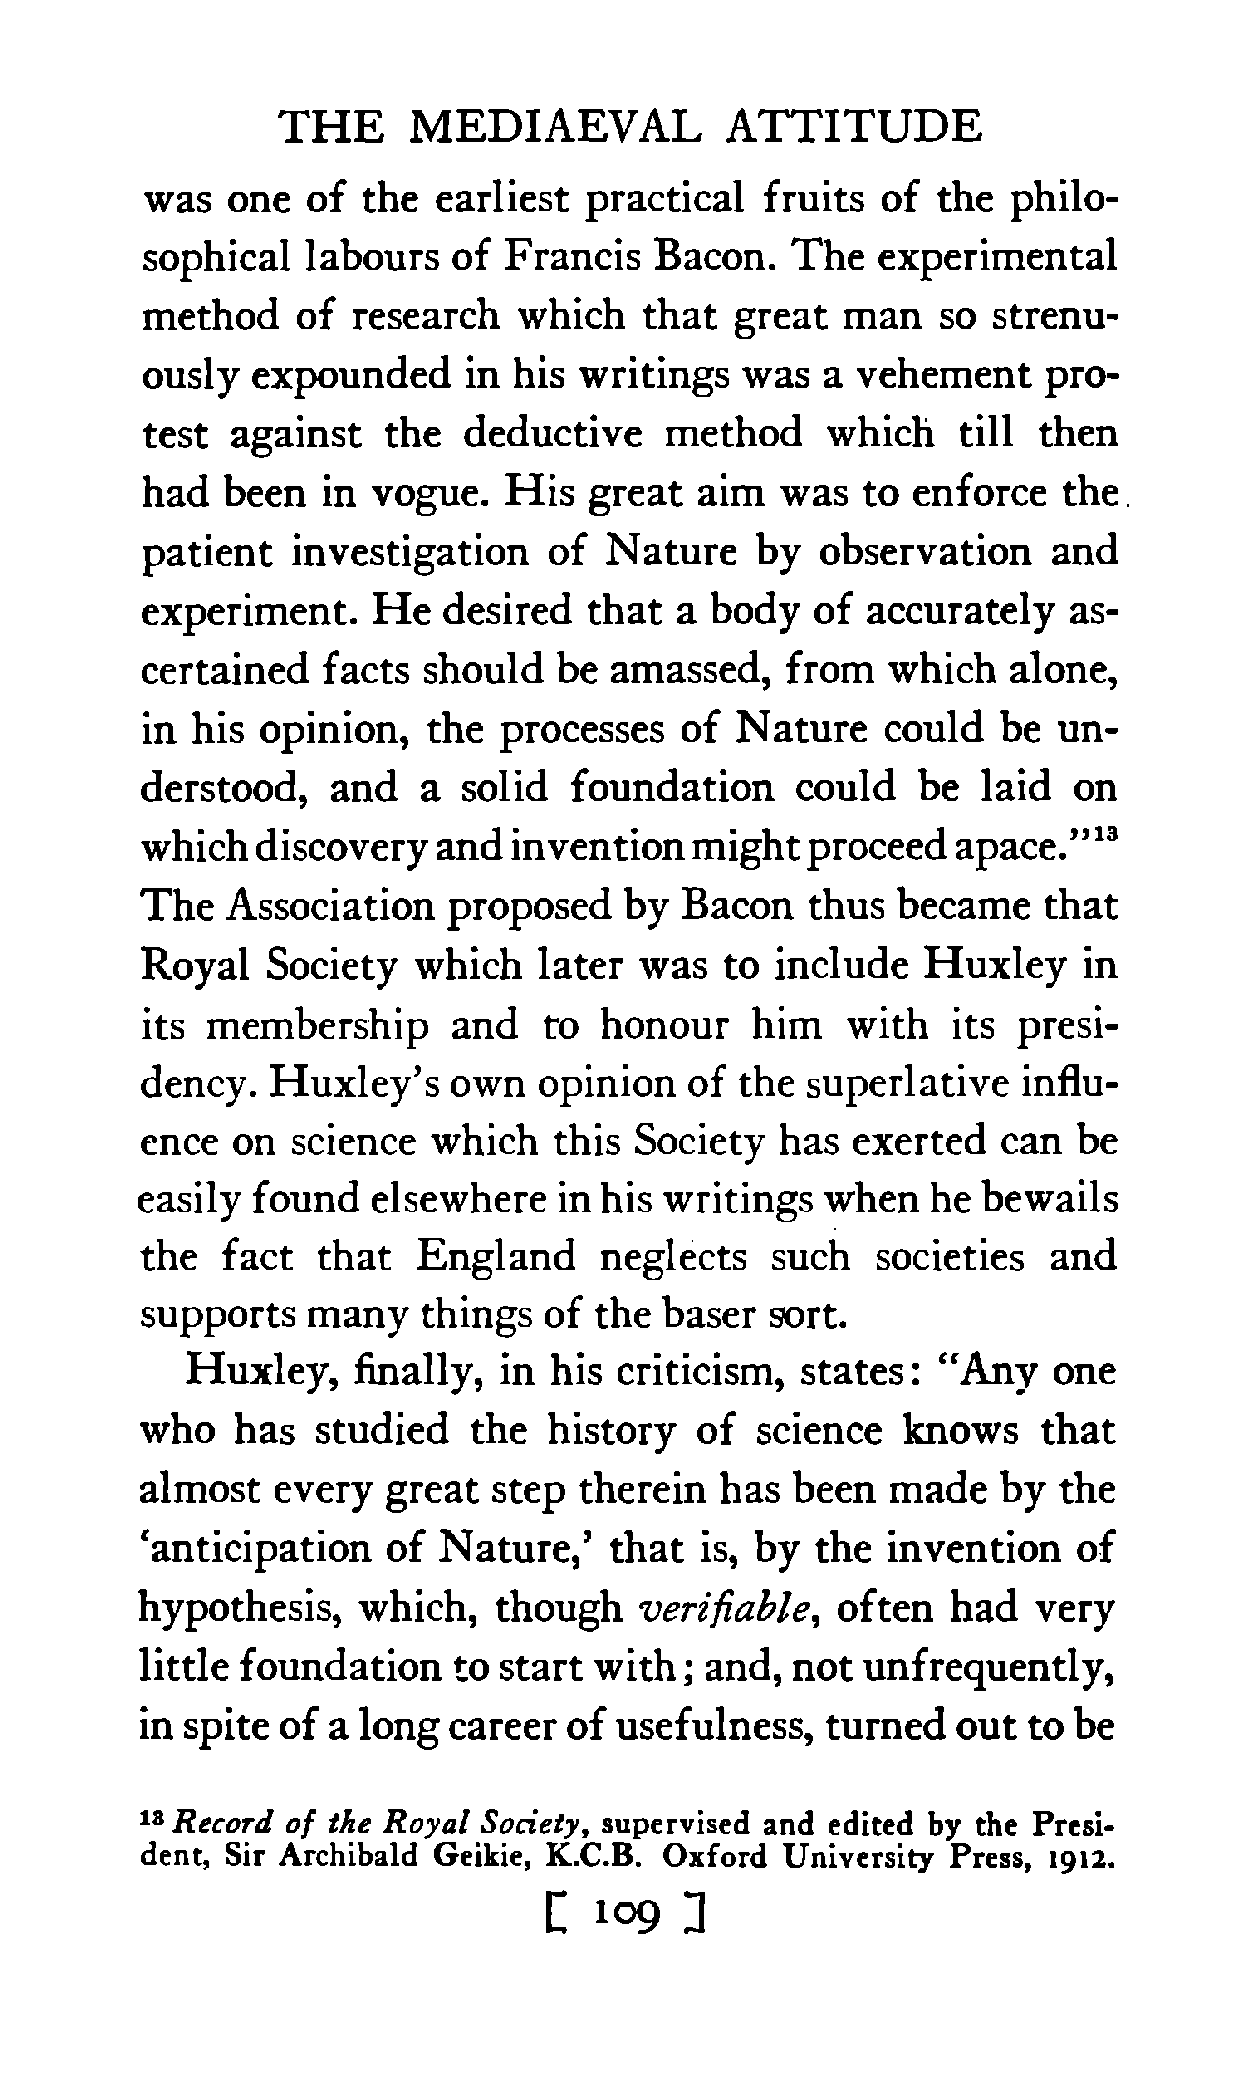 THE MEDIAEVAL ATTITUDE
was one of the earliest practical fruits of the philo-
sophical labours of Francis Bacon. The experimental
method of research which that great man so strenu-
ously expounded in his writings was a vehement pro-
test against the deductive method which till then
had been in vogue. His great aim was to enforce the
patient investigation of Nature by observation and
experiment. He desired that a body of accurately as-
certained facts should be amassed, from which alone,
in his opinion, the processes of Nature could be un-
derstood, and a solid foundation could be laid on
which discovery and invention might proceed apace.”¹³
The Association proposed by Bacon thus became that
Royal Society which later was to include Huxley in
its membership and to honour him with its presi-
dency. Huxley’s own opinion of the superlative influ-
ence on science which this Society has exerted can be
easily found elsewhere in his writings when he bewails
the fact that England neglects such societies and
supports many things of the baser sort.
Huxley, finally, in his criticism, states: “Any one
who has studied the history of science knows that
almost every great step therein has been made by the
‘anticipation of Nature,’ that is, by the invention of
hypothesis, which, though verifiable, often had very
little foundation to start with; and, not unfrequently,
in spite of a long career of usefulness, turned out to be
¹³ Record of the Royal Society, supervised and edited by the Presi-
dent, Sir Archibald Geikie, K.C.B. Oxford University Press, 1912.
[ 109 ]